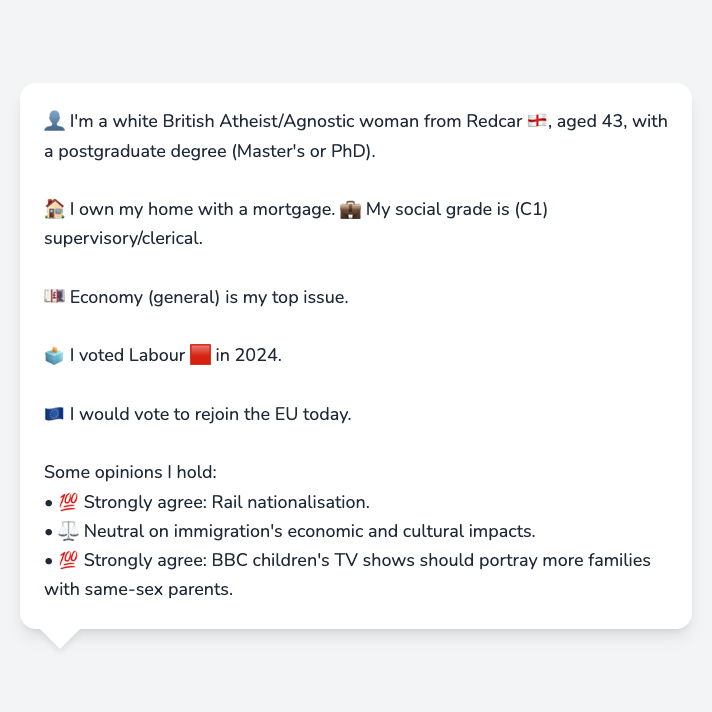 👤 I'm a white British Atheist/Agnostic woman from Redcar 🏴󠁧󠁢󠁥󠁮󠁧󠁿, aged 43, with
a postgraduate degree (Master's or PhD).
🏠 I own my home with a mortgage. 💼 My social grade is (C1)
supervisory/clerical.
💷 Economy (general) is my top issue.
🗳️ I voted Labour 🟥 in 2024.
🇪🇺 I would vote to rejoin the EU today.
Some opinions I hold:
• 💯 Strongly agree: Rail nationalisation.
• ⚖️ Neutral on immigration's economic and cultural impacts.
• 💯 Strongly agree: BBC children's TV shows should portray more families
with same-sex parents.